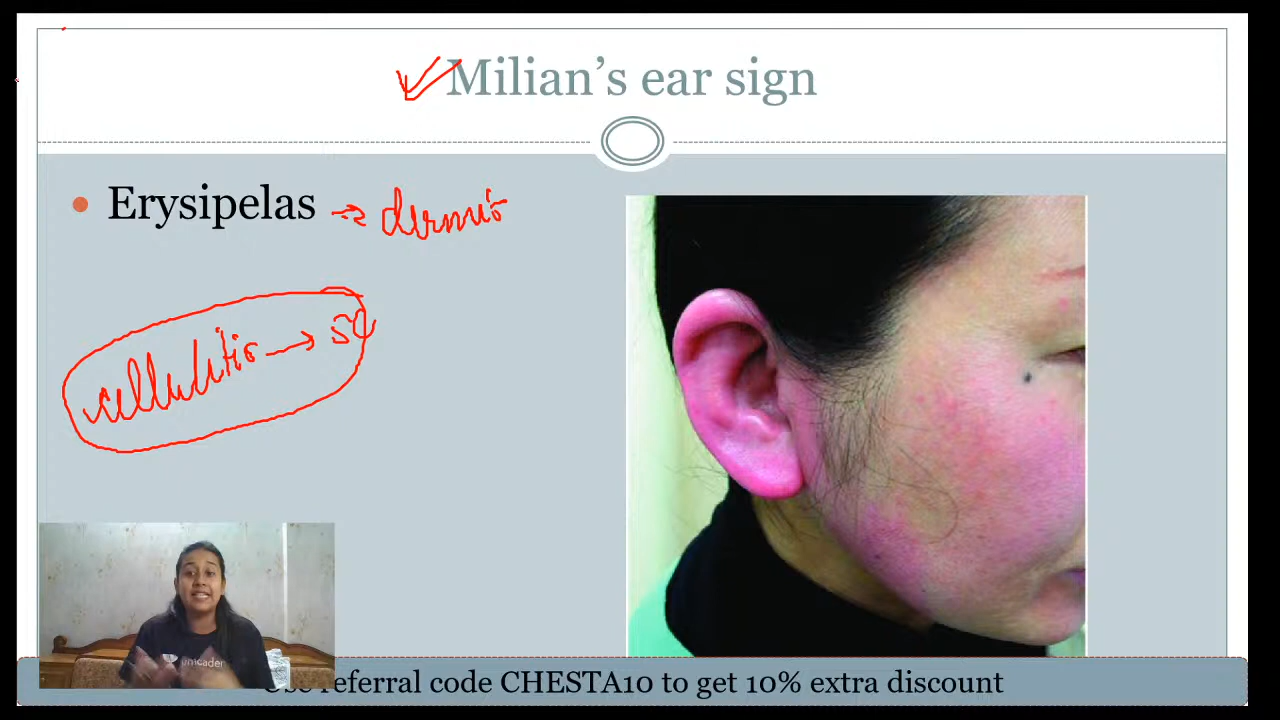 Milian's ear sign
Erysipelas → dermis
cellulitis → SC
Use referral code CHESTA10 to get 10% extra discount